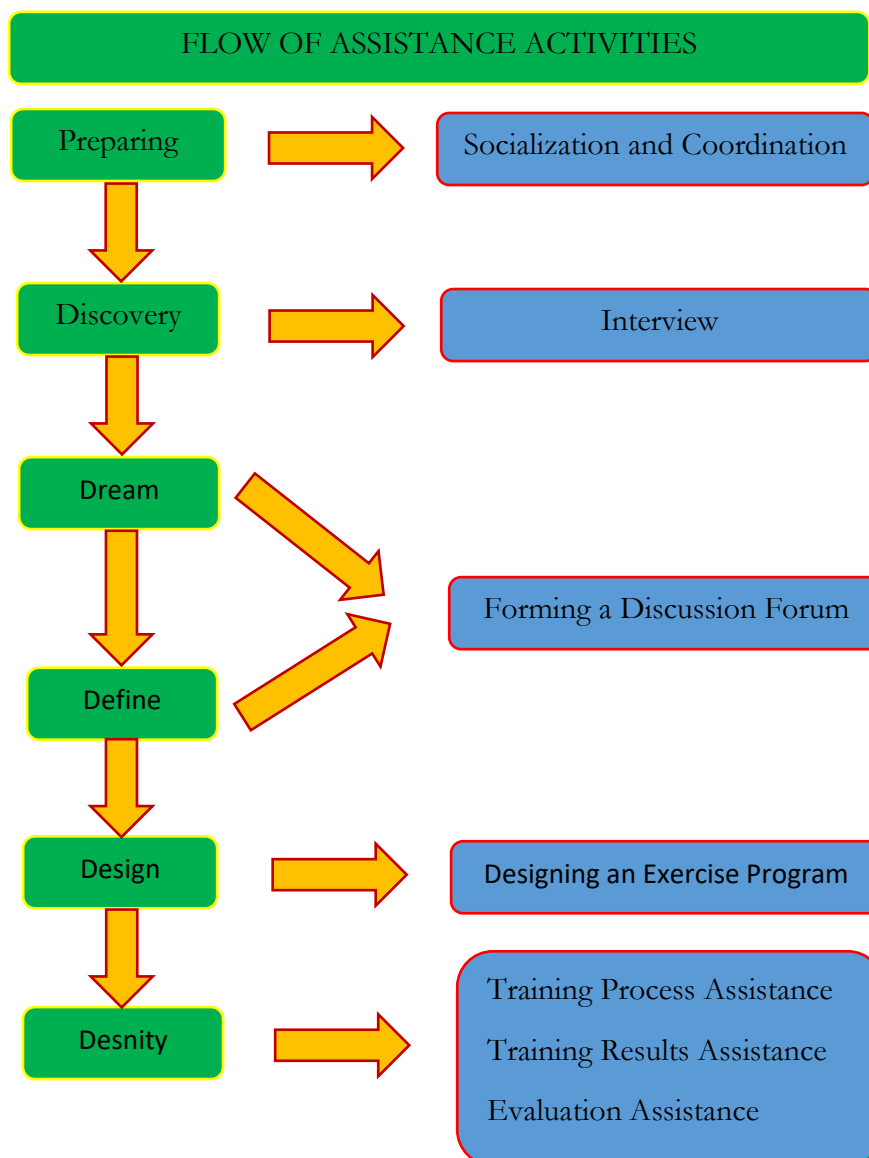 FLOW OF ASSISTANCE ACTIVITIES
Preparing
Socialization and Coordination
Discovery
Interview
Dream
Forming a Discussion Forum
Define
Design
Designing an Exercise Program
Desnity
Training Process Assistance
Training Results Assistance
Evaluation Assistance